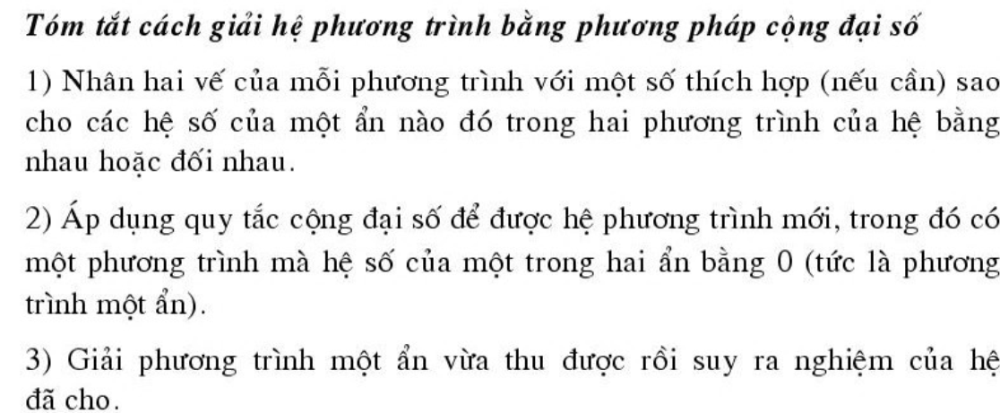 Tóm tắt cách giải hệ phương trình bằng phương pháp cộng đại số
1) Nhân hai vế của mỗi phương trình với một số thích hợp (nếu cần) sao
cho các hệ số của một ẩn nào đó trong hai phương trình của hệ bằng
nhau hoặc đối nhau.
2) Áp dụng quy tắc cộng đại số để được hệ phương trình mới, trong đó có
một phương trình mà hệ số của một trong hai ẩn bằng 0 (tức là phương
trình một ẩn).
3) Giải phương trình một ẩn vừa thu được rồi suy ra nghiệm của hệ
đã cho.